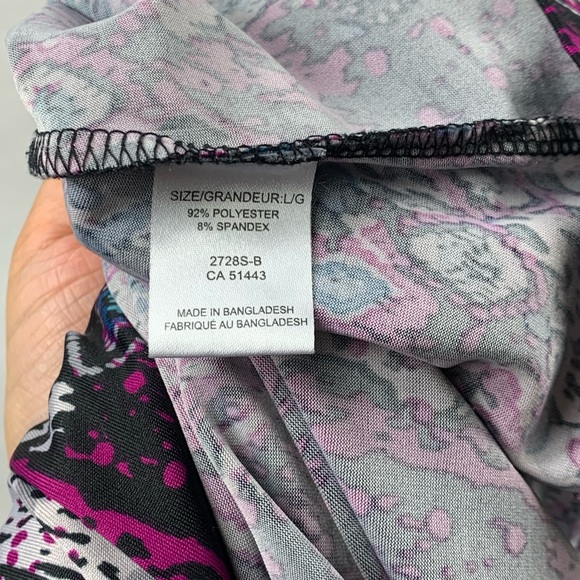 SIZE/GRANDEUR:L/G
92% POLYESTER
8% SPANDEX
2728S-B
CA 51443
MADE IN BANGLADESH
FABRIQUÉ AU BANGLADESH